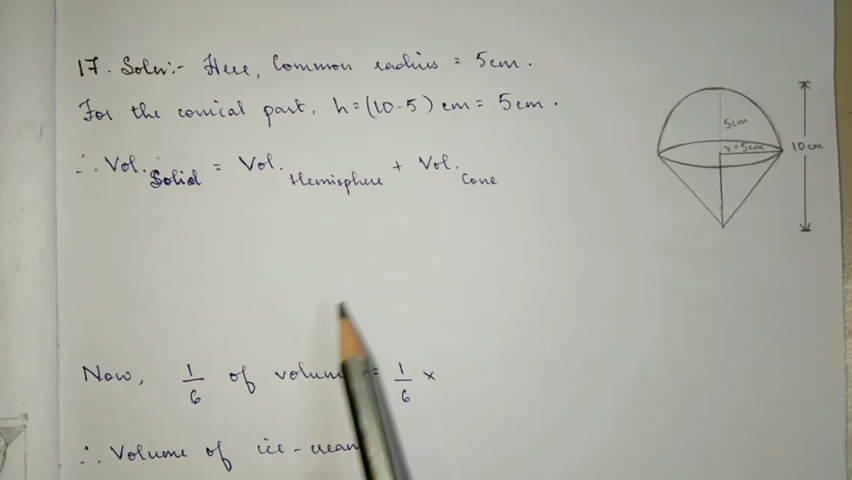 17. Soln:- Here, Common radius = 5cm.
For the conical part, h = (10-5) cm = 5cm.
∴ Vol. Solid = Vol. Hemisphere + Vol. Cone
5cm
r=5cm
10cm
Now, 1/6 of volume = 1/6 ×
∴ Volume of ice-cream